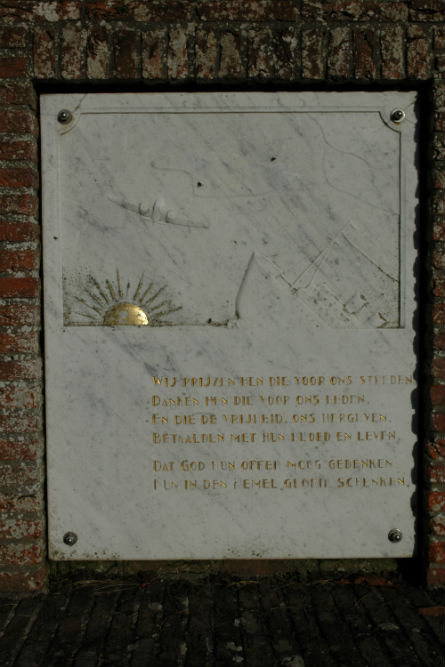 Wij prijzen hen die voor ons streden
Danken hen die voor ons leden.
En die de vrijheid, ons hergeven,
Betaalden met hun bloed en leven.
Dat God hun offer moge gedenken
Hun in den hemel glorie schenken.